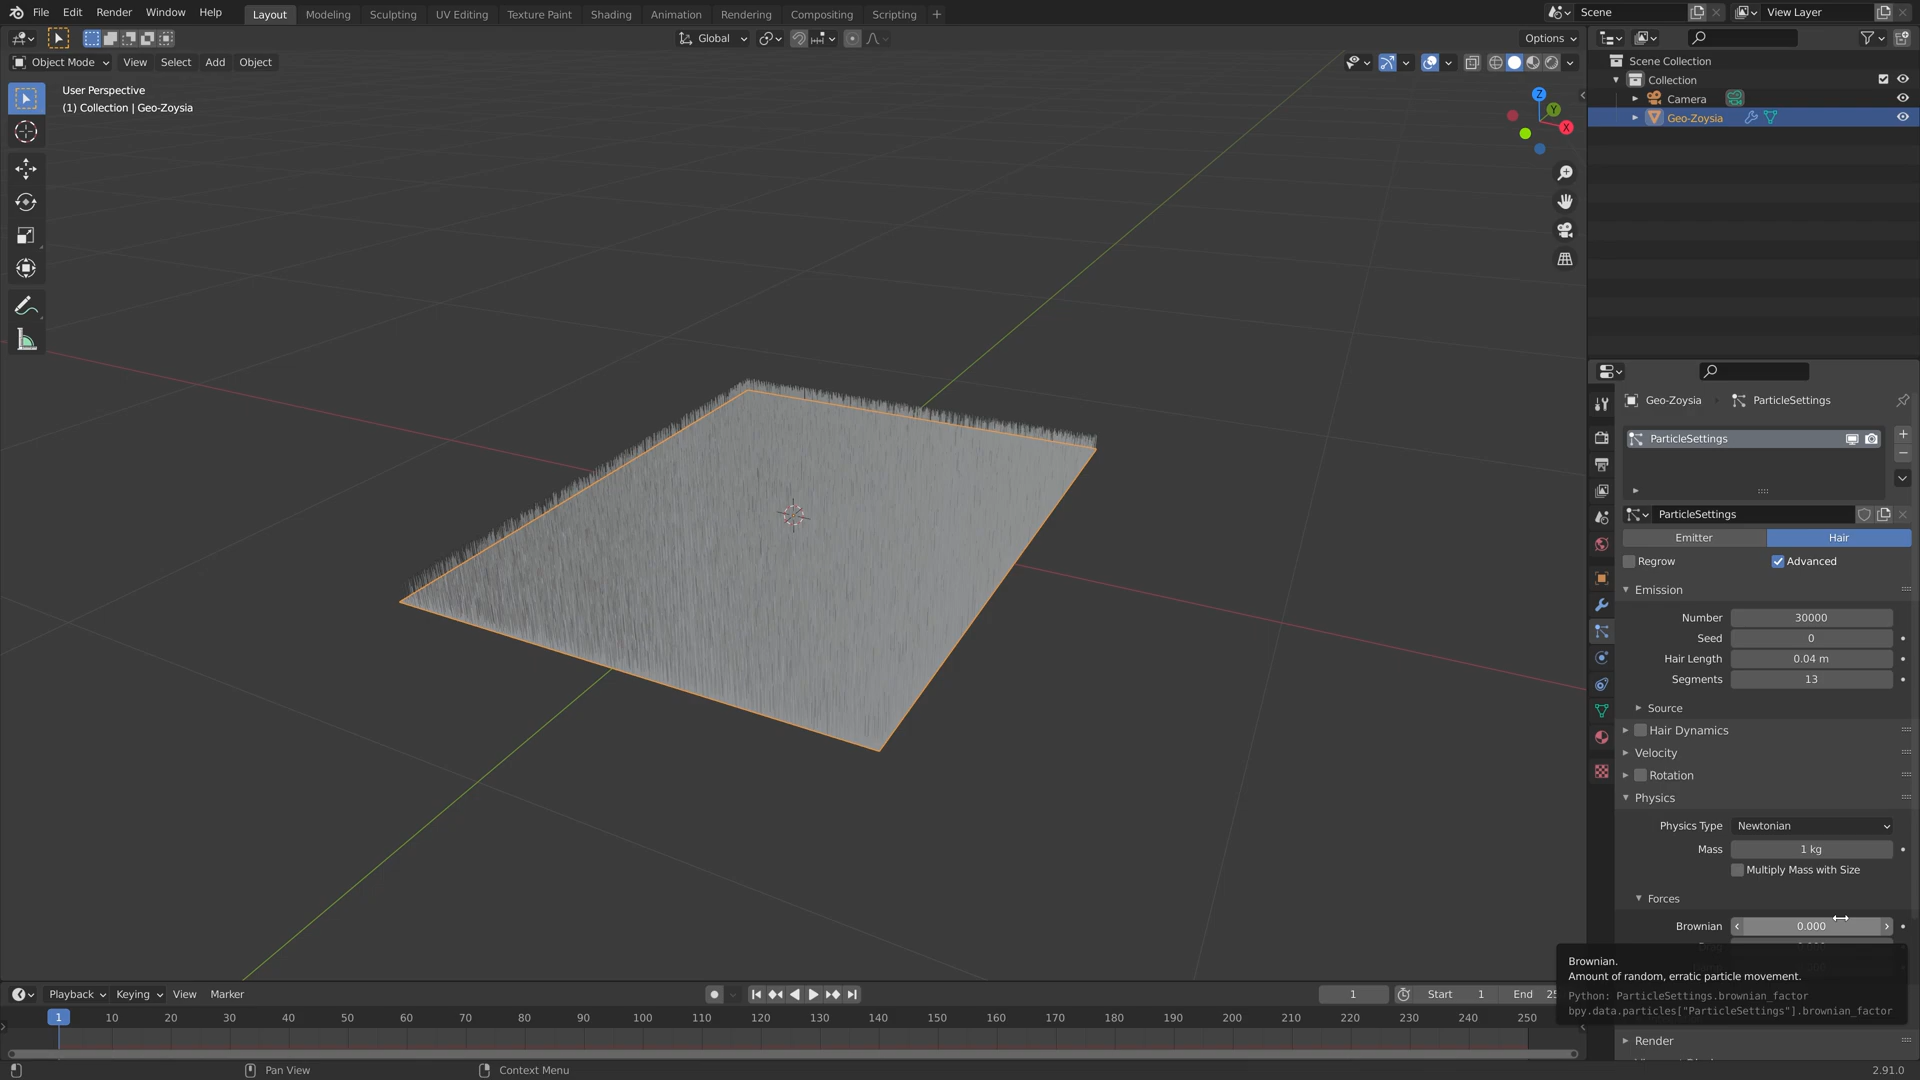 File Edit Render Window Help Layout Modeling Sculpting UV Editing Texture Paint Shading Animation Rendering Compositing Scripting + Scene View Layer
Global Options
Object Mode View Select Add Object
User Perspective
(1) Collection | Geo-Zoysia
Z
Y
X
Scene Collection
Collection
Camera
Geo-Zoysia
Geo-Zoysia > ParticleSettings
ParticleSettings
ParticleSettings
Emitter Hair
Regrow Advanced
Emission
Number 30000
Seed 0
Hair Length 0.04 m
Segments 13
Source
Hair Dynamics
Velocity
Rotation
Physics
Physics Type Newtonian
Mass 1 kg
Multiply Mass with Size
Forces
Brownian 0.000
Brownian.
Amount of random, erratic particle movement.
Python: ParticleSettings.brownian_factor
bpy.data.particles["ParticleSettings"].brownian_factor
Render
Playback Keying View Marker 1 Start 1 End
1 10 20 30 40 50 60 70 80 90 100 110 120 130 140 150 160 170 180 190 200 210 220 230 240 250
Pan View Context Menu 2.91.0